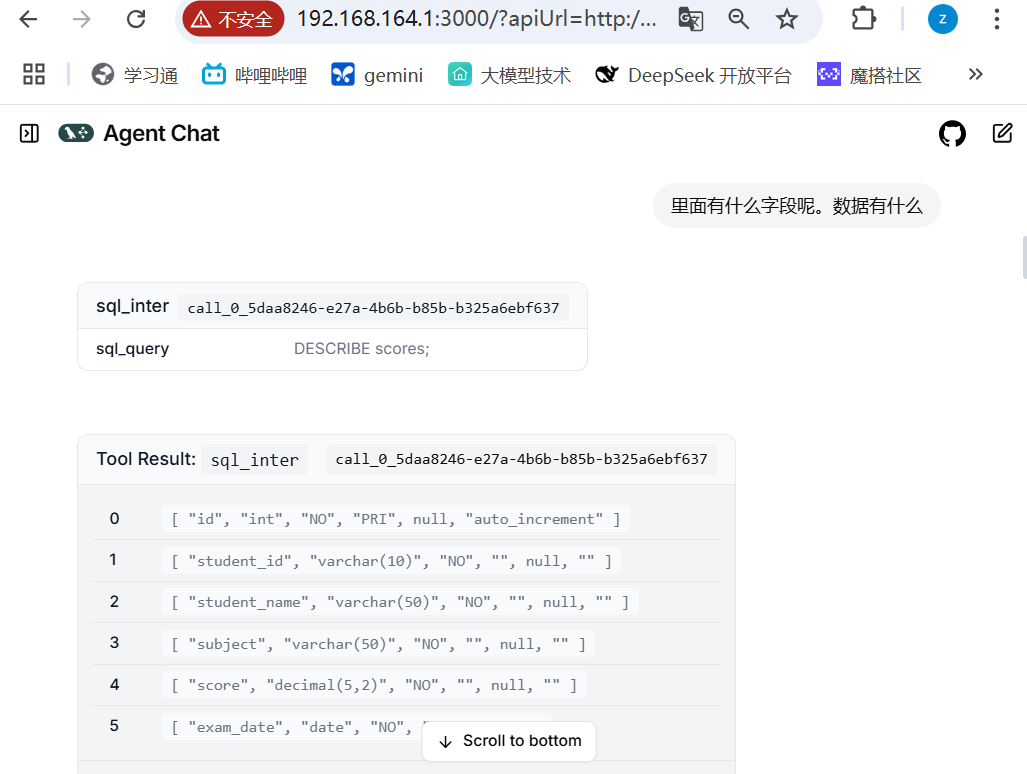 不安全 192.168.164.1:3000/?apiUrl=http:/... Z
学习通 哔哩哔哩 gemini 大模型技术 DeepSeek 开放平台 魔搭社区 »
Agent Chat
里面有什么字段呢。数据有什么
sql_inter call_0_5daa8246-e27a-4b6b-b85b-b325a6ebf637
sql_query DESCRIBE scores;
Tool Result: sql_inter call_0_5daa8246-e27a-4b6b-b85b-b325a6ebf637
0 [ "id", "int", "NO", "PRI", null, "auto_increment" ]
1 [ "student_id", "varchar(10)", "NO", "", null, "" ]
2 [ "student_name", "varchar(50)", "NO", "", null, "" ]
3 [ "subject", "varchar(50)", "NO", "", null, "" ]
4 [ "score", "decimal(5,2)", "NO", "", null, "" ]
5 [ "exam_date", "date", "NO",
Scroll to bottom